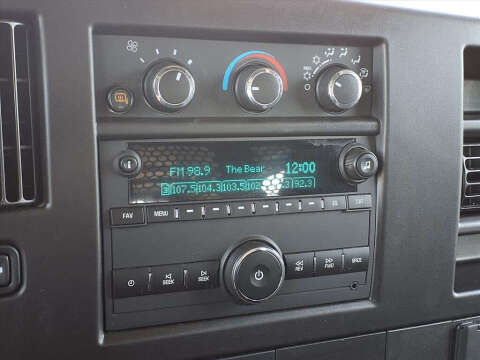 FM 98.9 The Bear 12:00
107.5 104.3 103.5 102. .3 92.3
FAV MENU
SEEK SEEK REV FWD